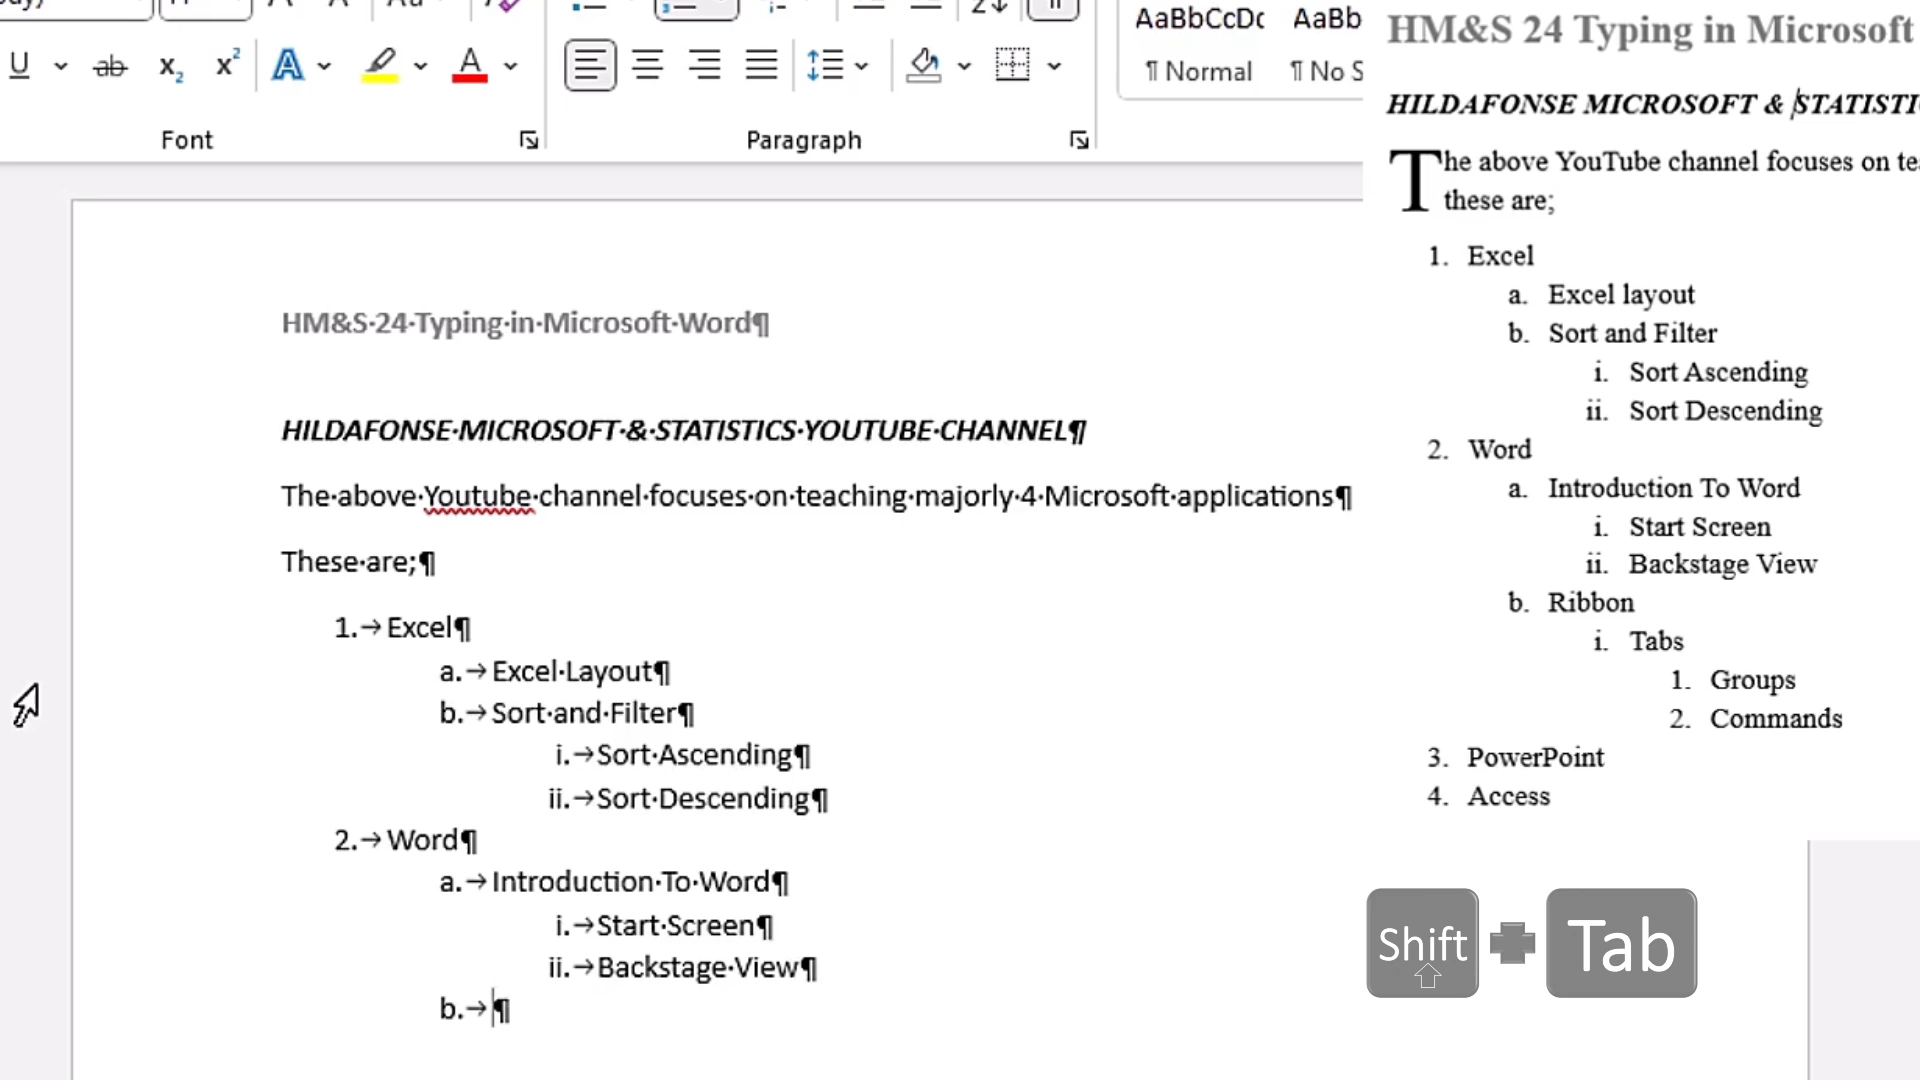 U ab x₂ x² A A
AaBbCcDc AaBb
¶ Normal ¶ No S
Font Paragraph
HM&S·24·Typing·in·Microsoft·Word¶
HILDAFONSE·MICROSOFT·&·STATISTICS·YOUTUBE·CHANNEL¶
The·above·Youtube·channel·focuses·on·teaching·majorly·4·Microsoft·applications¶
These·are;¶
1.→Excel¶
a.→Excel·Layout¶
b.→Sort·and·Filter¶
i.→Sort·Ascending¶
ii.→Sort·Descending¶
2.→Word¶
a.→Introduction·To·Word¶
i.→Start·Screen¶
ii.→Backstage·View¶
b.→¶
HM&S 24 Typing in Microsoft
HILDAFONSE MICROSOFT & STATISTI
The above YouTube channel focuses on te
these are;
1. Excel
a. Excel layout
b. Sort and Filter
i. Sort Ascending
ii. Sort Descending
2. Word
a. Introduction To Word
i. Start Screen
ii. Backstage View
b. Ribbon
i. Tabs
1. Groups
2. Commands
3. PowerPoint
4. Access
Shift + Tab